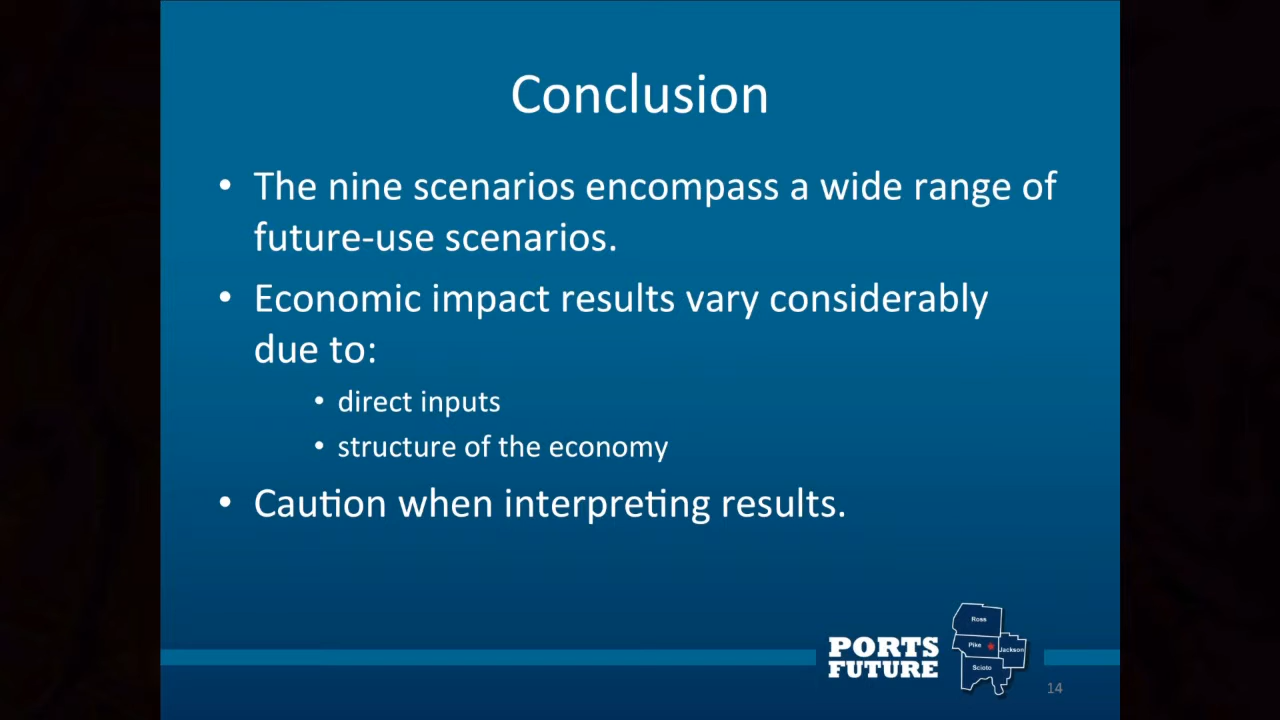 Conclusion
• The nine scenarios encompass a wide range of
future-use scenarios.
• Economic impact results vary considerably
due to:
• direct inputs
• structure of the economy
• Caution when interpreting results.
PORTS
FUTURE
Ross
Pike
Jackson
Scioto
14